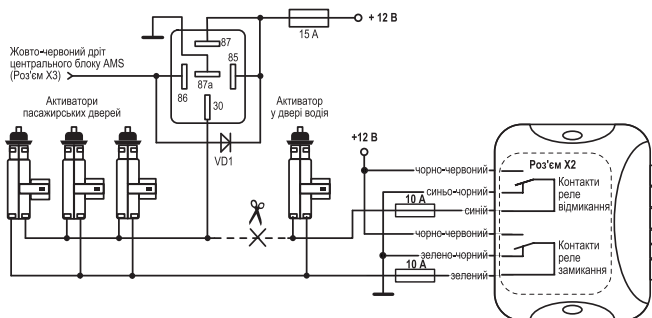 + 12 В
15 А
87
85
87а
86
30
VD1
Жовто-червоний дріт
центрального блоку AMS
(Роз'єм Х3)
Активатори
пасажирських дверей
Активатор
у двері водія
+12 В
чорно-червоний
синьо-чорний
10 А
синій
чорно-червоний
зелено-чорний
10 А
зелений
Роз'єм Х2
Контакти
реле
відмикання
Контакти
реле
замикання